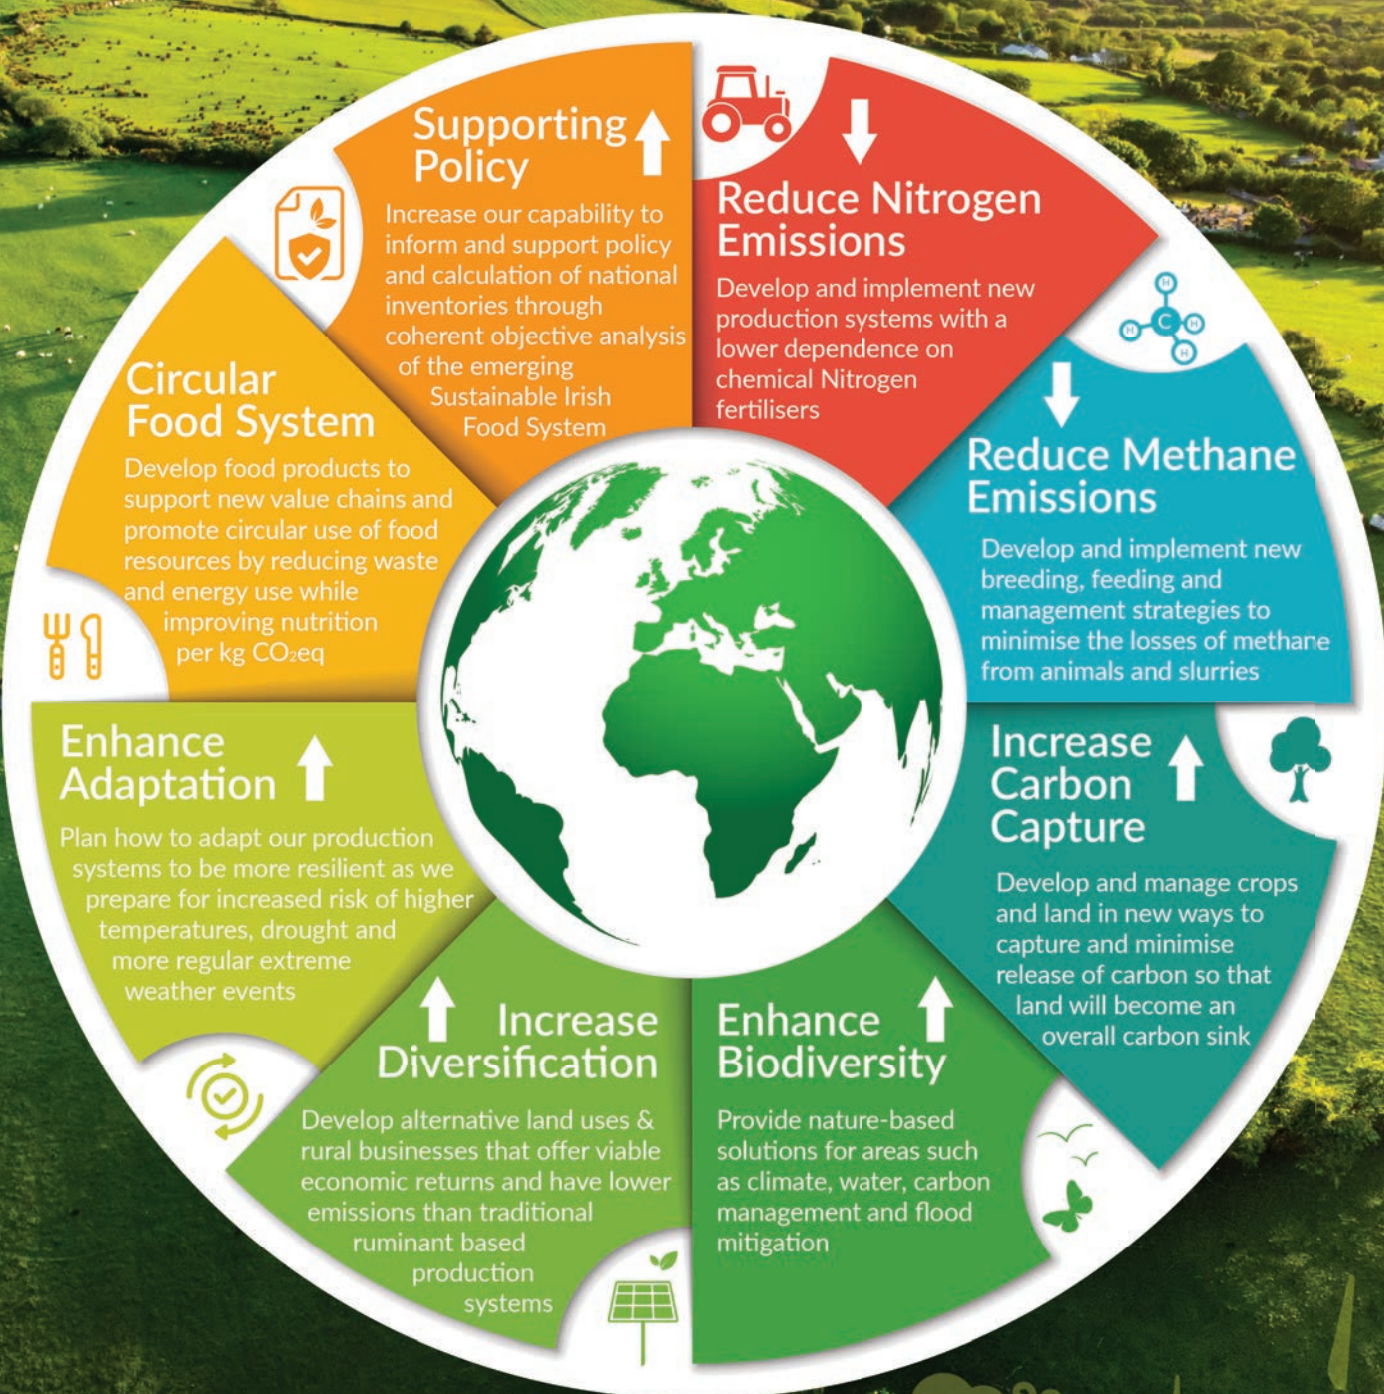 Supporting
Policy
Increase our capability to
inform and support policy
and calculation of national
inventories through
coherent objective analysis
of the emerging
Sustainable Irish
Food System
Reduce Nitrogen
Emissions
Develop and implement new
production systems with a
lower dependence on
chemical Nitrogen
fertilisers
H
H
C
H
H
Reduce Methane
Emissions
Develop and implement new
breeding, feeding and
management strategies to
minimise the losses of methane
from animals and slurries
Increase
Carbon
Capture
Develop and manage crops
and land in new ways to
capture and minimise
release of carbon so that
land will become an
overall carbon sink
Enhance
Biodiversity
Provide nature-based
solutions for areas such
as climate, water, carbon
management and flood
mitigation
Increase
Diversification
Develop alternative land uses &
rural businesses that offer viable
economic returns and have lower
emissions than traditional
ruminant based
production
systems
Enhance
Adaptation
Plan how to adapt our production
systems to be more resilient as we
prepare for increased risk of higher
temperatures, drought and
more regular extreme
weather events
Circular
Food System
Develop food products to
support new value chains and
promote circular use of food
resources by reducing waste
and energy use while
improving nutrition
per kg CO₂eq